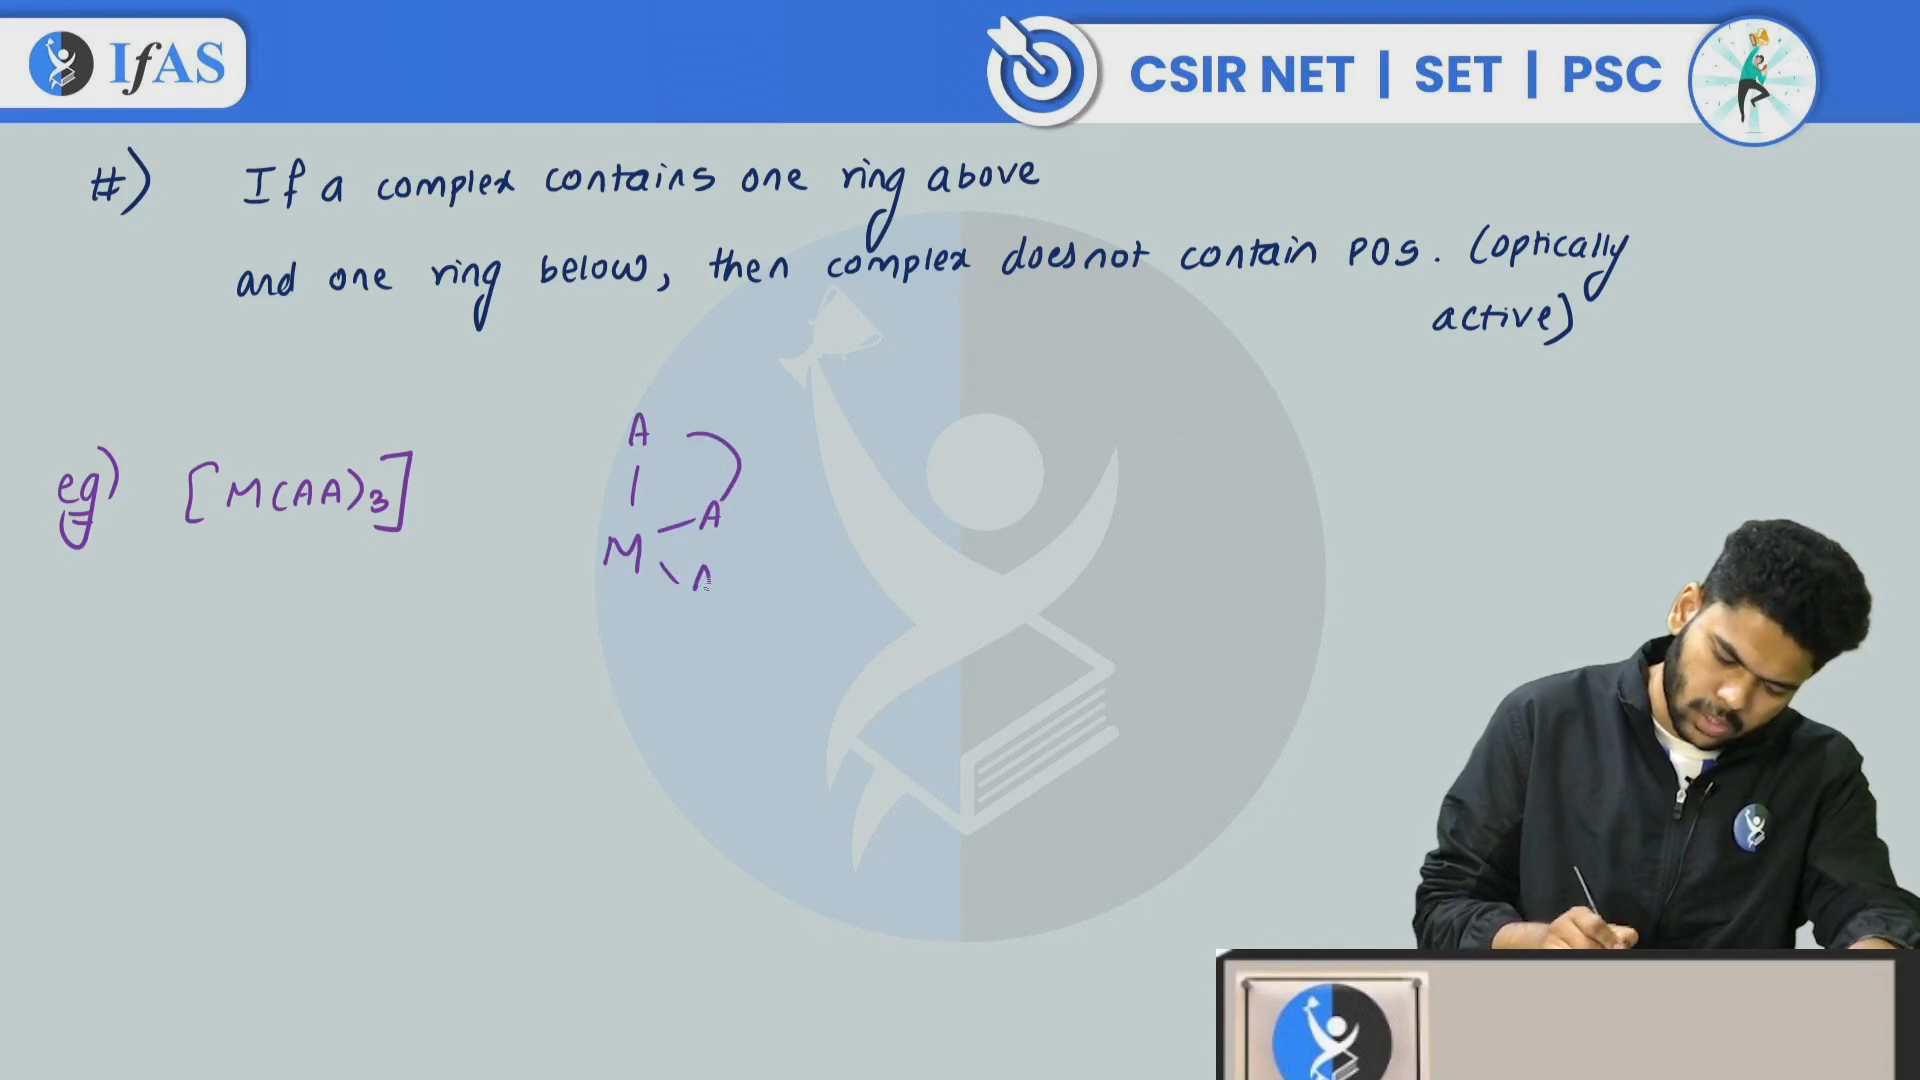 IfAS
CSIR NET | SET | PSC
#) If a complex contains one ring above
and one ring below, then complex does not contain POS. (optically
active)
eg) [M(AA)3]
A
A
M
A